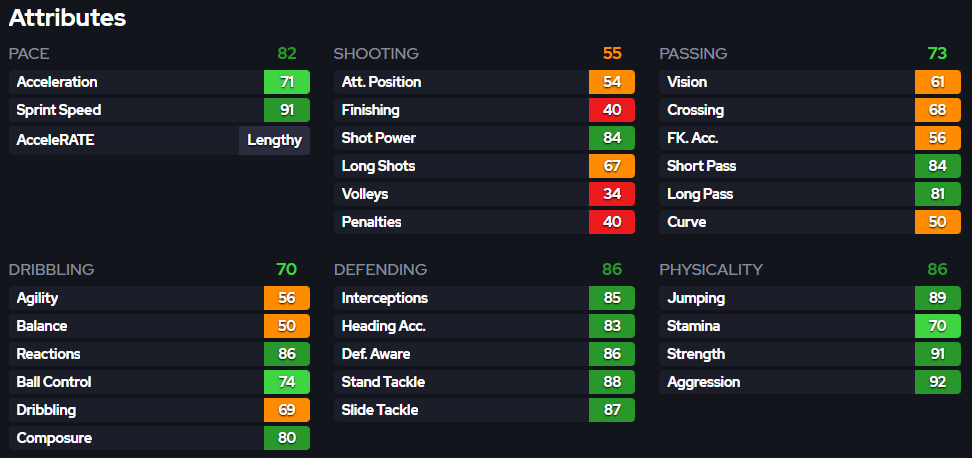 Attributes
PACE 82
Acceleration 71
Sprint Speed 91
AcceleRATE Lengthy
SHOOTING 55
Att. Position 54
Finishing 40
Shot Power 84
Long Shots 67
Volleys 34
Penalties 40
PASSING 73
Vision 61
Crossing 68
FK. Acc. 56
Short Pass 84
Long Pass 81
Curve 50
DRIBBLING 70
Agility 56
Balance 50
Reactions 86
Ball Control 74
Dribbling 69
Composure 80
DEFENDING 86
Interceptions 85
Heading Acc. 83
Def. Aware 86
Stand Tackle 88
Slide Tackle 87
PHYSICALITY 86
Jumping 89
Stamina 70
Strength 91
Aggression 92